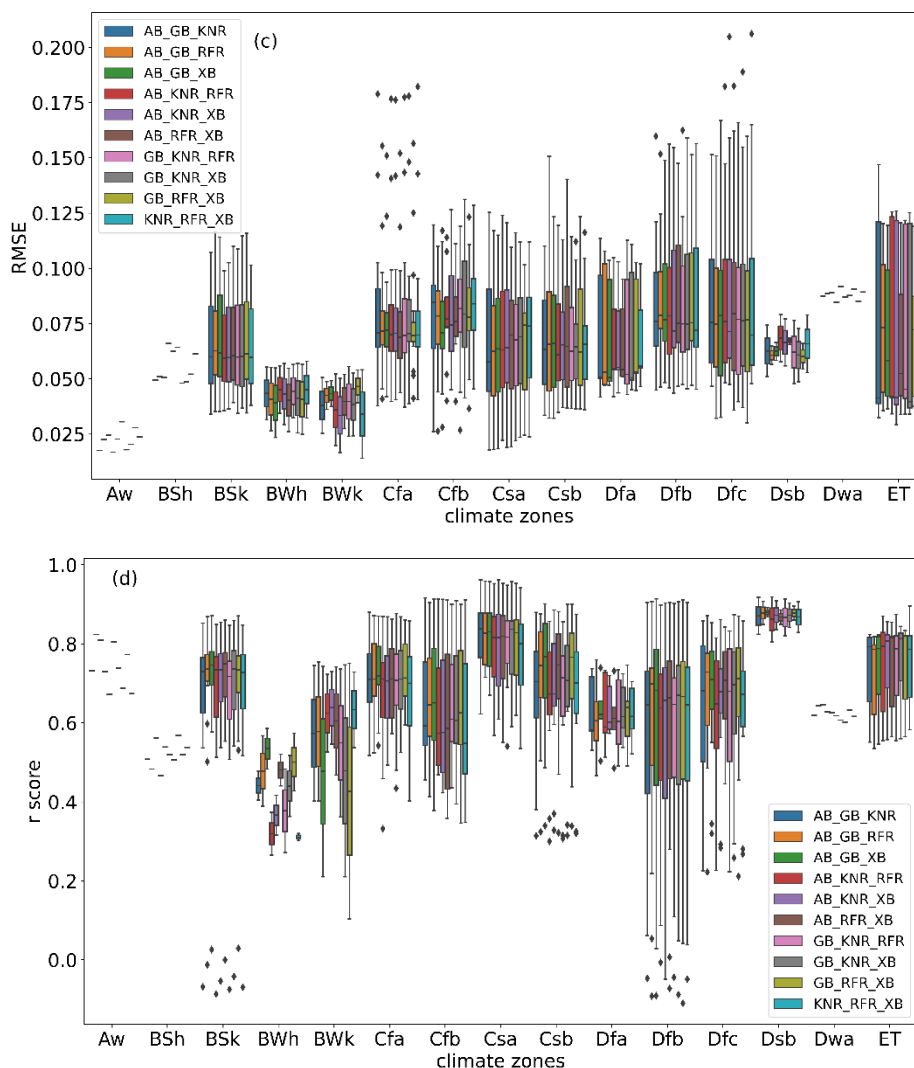 (c)
AB_GB_KNR
AB_GB_RFR
AB_GB_XB
AB_KNR_RFR
AB_KNR_XB
AB_RFR_XB
GB_KNR_RFR
GB_KNR_XB
GB_RFR_XB
KNR_RFR_XB
RMSE
0.200
0.175
0.150
0.125
0.100
0.075
0.050
0.025
Aw BSh BSk BWh BWk Cfa Cfb Csa Csb Dfa Dfb Dfc Dsb Dwa ET
climate zones
(d)
r score
1.0
0.8
0.6
0.4
0.2
0.0
AB_GB_KNR
AB_GB_RFR
AB_GB_XB
AB_KNR_RFR
AB_KNR_XB
AB_RFR_XB
GB_KNR_RFR
GB_KNR_XB
GB_RFR_XB
KNR_RFR_XB
Aw BSh BSk BWh BWk Cfa Cfb Csa Csb Dfa Dfb Dfc Dsb Dwa ET
climate zones